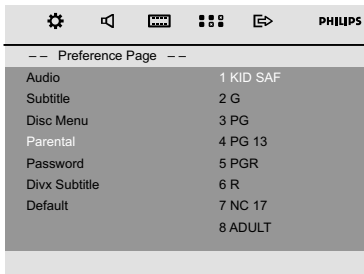 PHILIPS
-- Preference Page --
Audio 1 KID SAF
Subtitle 2 G
Disc Menu 3 PG
Parental 4 PG 13
Password 5 PGR
Divx Subtitle 6 R
Default 7 NC 17
8 ADULT